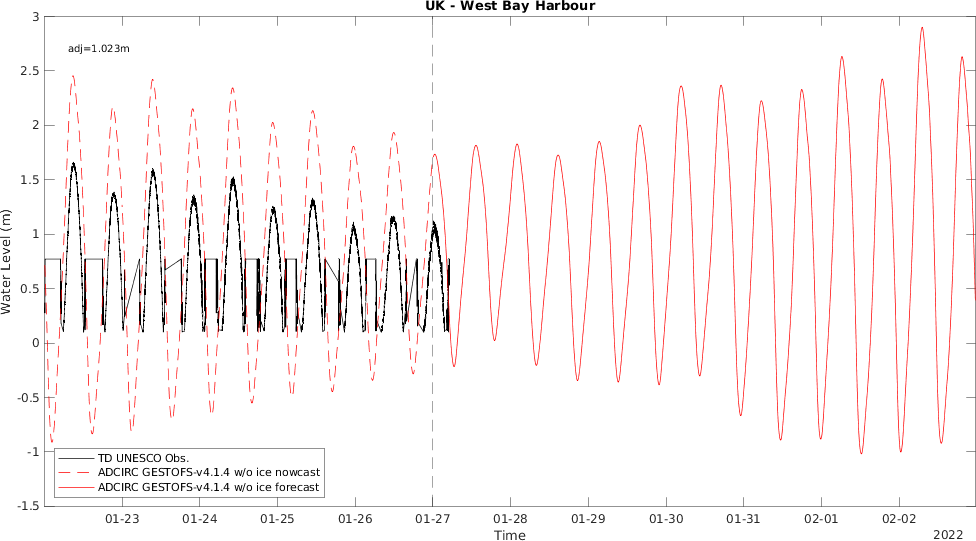 UK - West Bay Harbour
adj=1.023m
3
2.5
2
1.5
1
0.5
0
-0.5
-1
-1.5
Water Level (m)
TD UNESCO Obs.
ADCIRC GESTOFS-v4.1.4 w/o ice nowcast
ADCIRC GESTOFS-v4.1.4 w/o ice forecast
01-23 01-24 01-25 01-26 01-27 01-28 01-29 01-30 01-31 02-01 02-02
Time
2022